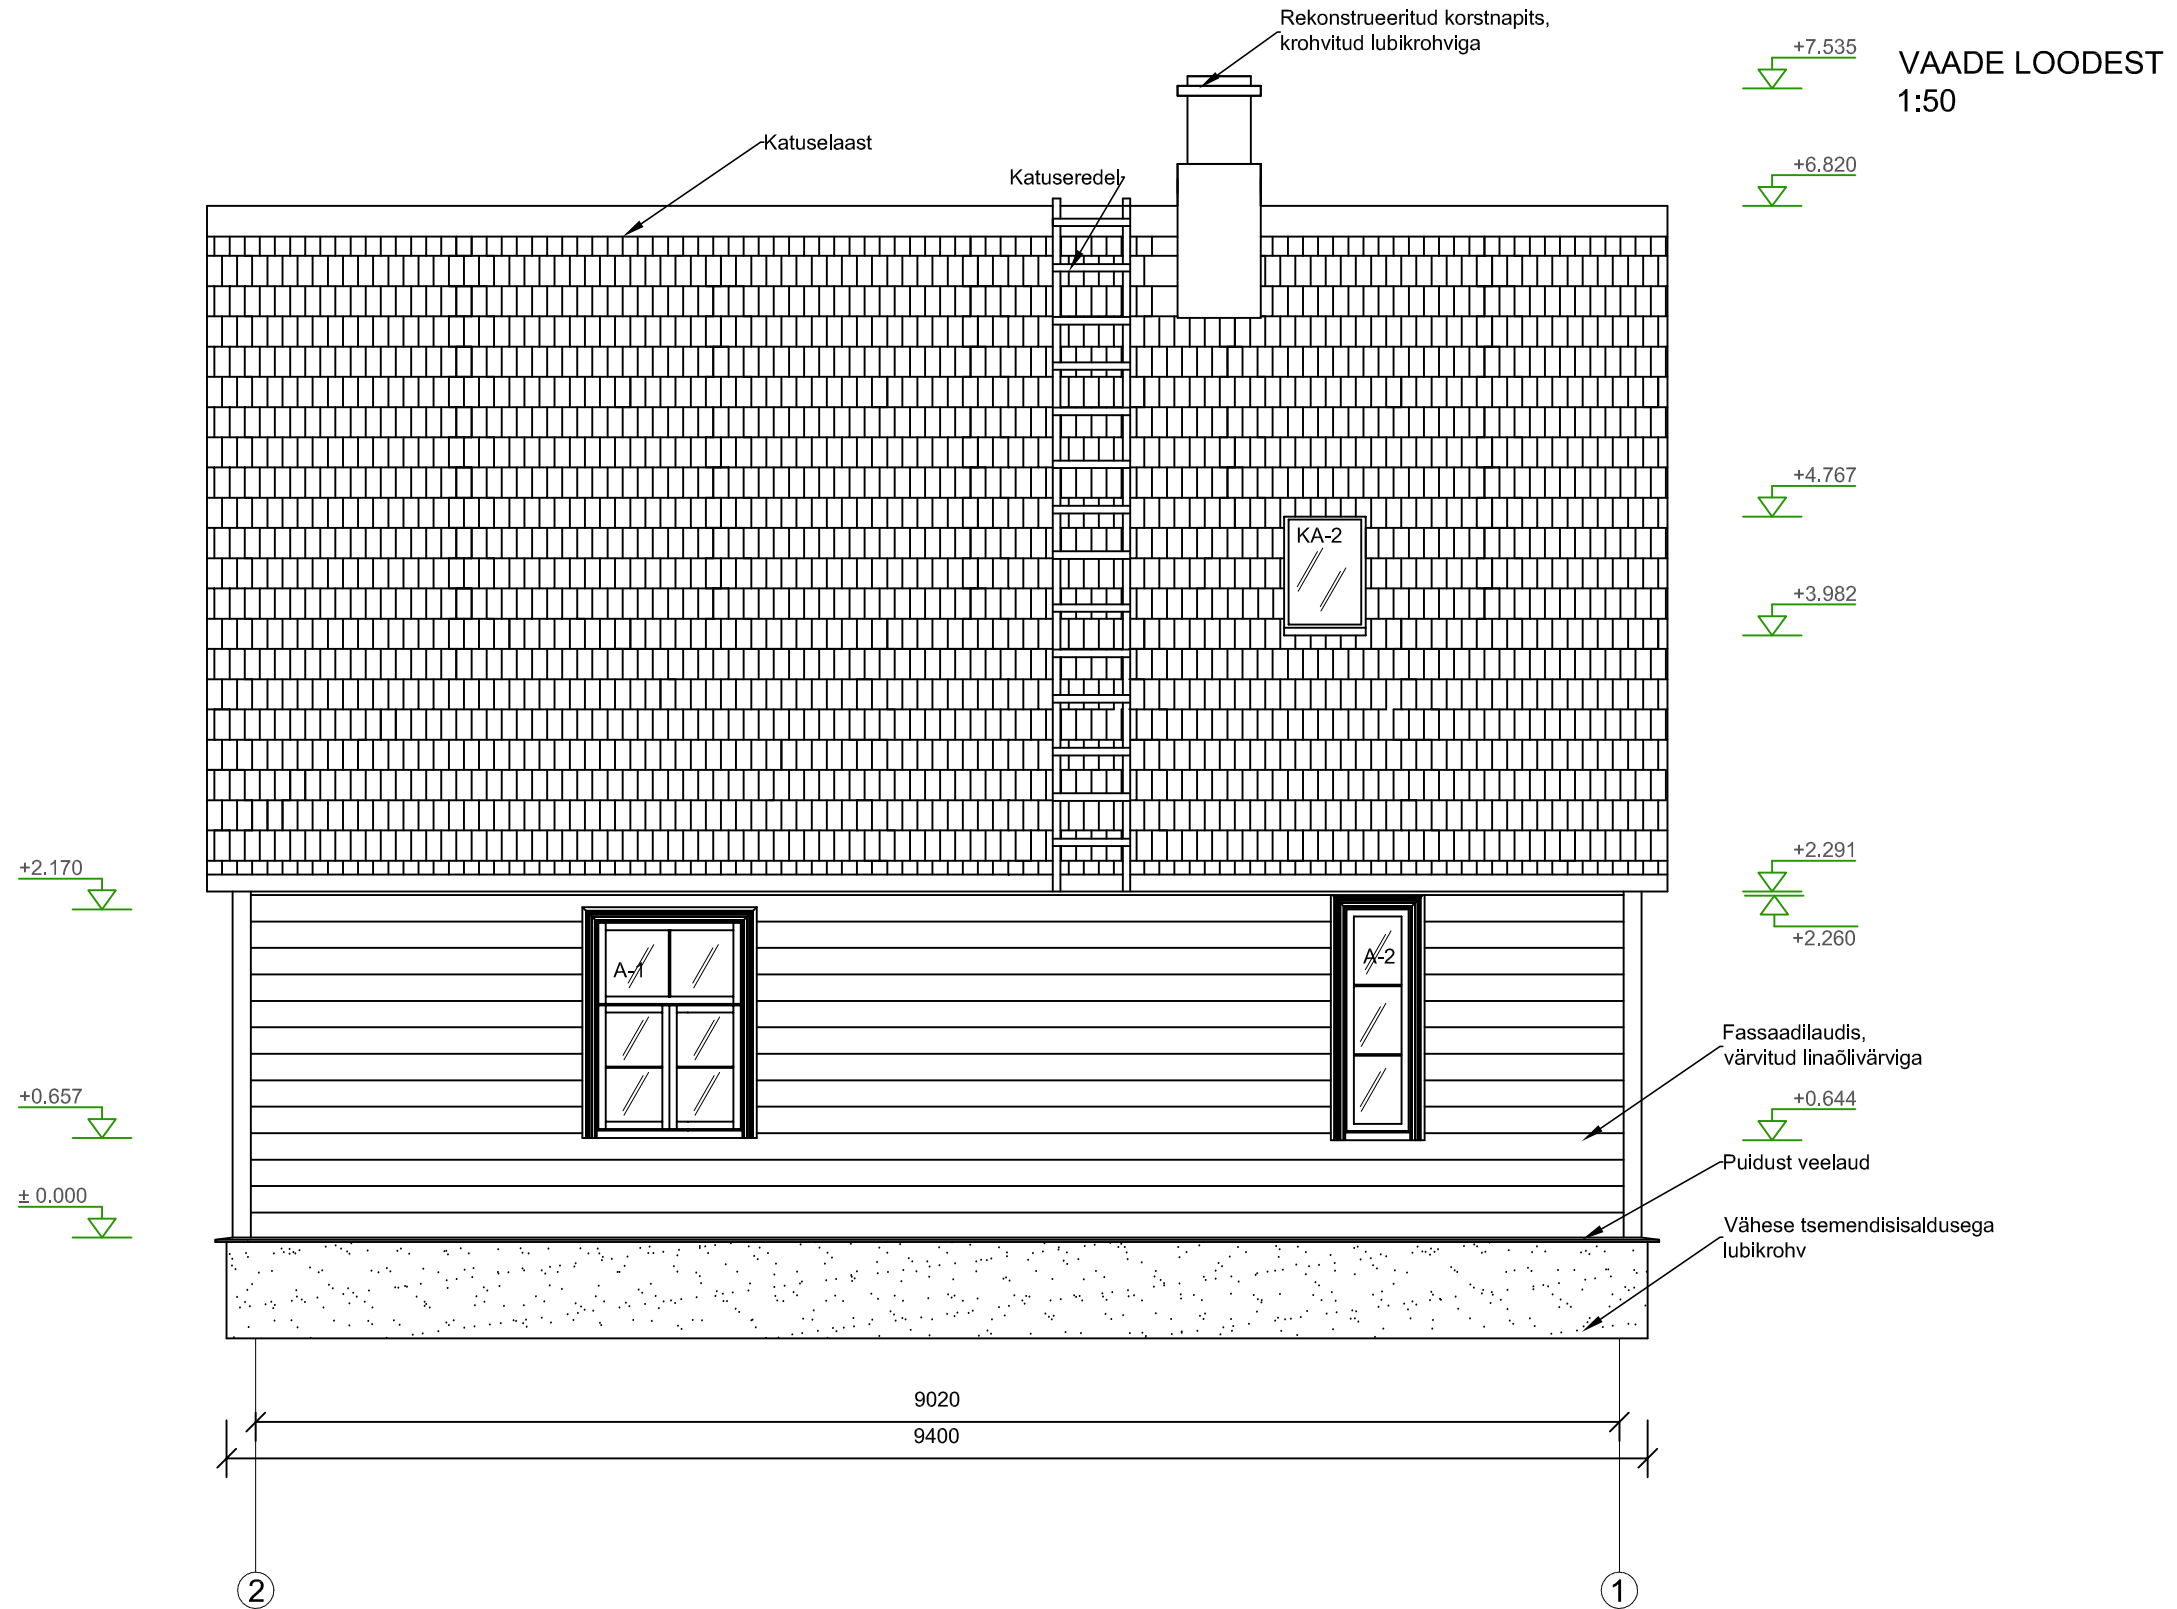 Rekonstrueeritud korstnapits,
krohvitud lubikrohviga
+7.535
VAADE LOODEST
1:50
Katuselaast
Katuseredel
+6.820
+4.767
KA-2
+3.982
+2.170
+2.291
+2.260
A-1
A-2
Fassaadilaudis,
värvitud linaõlivärviga
+0.657
+0.644
Puidust veelaud
± 0.000
Vähese tsemendisisaldusega
lubikrohv
9020
9400
2
1